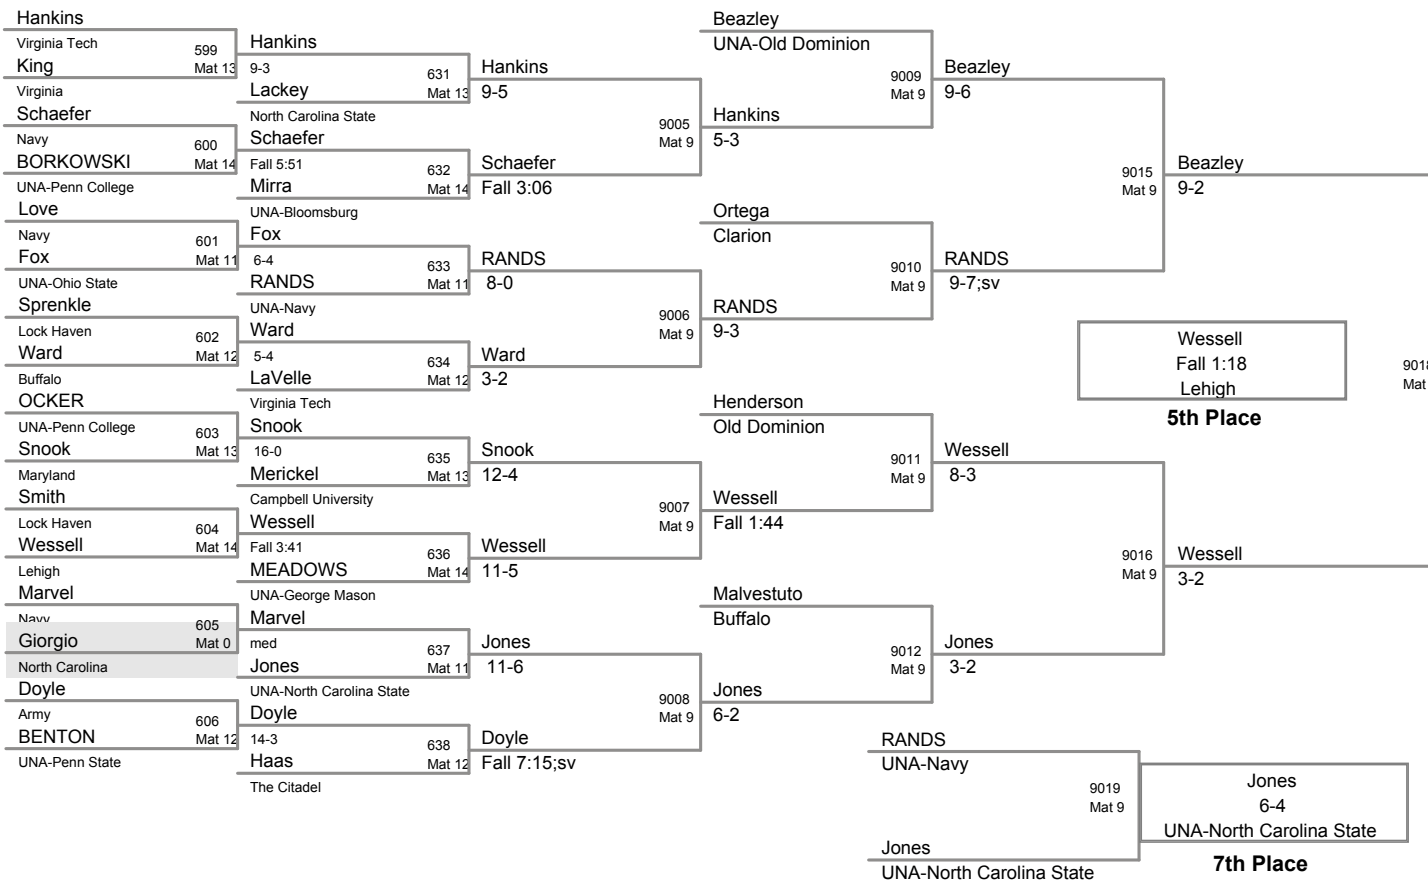 Hankins
Virginia Tech
599
King
Mat 13
Virginia
Schaefer
Navy
600
BORKOWSKI
Mat 14
UNA-Penn College
Love
Navy
601
Fox
Mat 11
UNA-Ohio State
Sprenkle
Lock Haven
602
Ward
Mat 12
Buffalo
OCKER
UNA-Penn College
603
Snook
Mat 13
Maryland
Smith
Lock Haven
604
Wessell
Mat 14
Lehigh
Marvel
Navy
605
Giorgio
Mat 0
North Carolina
Doyle
Army
606
BENTON
Mat 12
UNA-Penn State
Hankins
9-3
631
Lackey
Mat 13
North Carolina State
Schaefer
Fall 5:51
632
Mirra
Mat 14
UNA-Bloomsburg
Fox
6-4
633
RANDS
Mat 11
UNA-Navy
Ward
5-4
634
LaVelle
Mat 12
Virginia Tech
Snook
16-0
635
Merickel
Mat 13
Campbell University
Wessell
Fall 3:41
636
MEADOWS
Mat 14
UNA-George Mason
Marvel
med
637
Jones
Mat 11
UNA-North Carolina State
Doyle
14-3
638
Haas
Mat 12
The Citadel
Hankins
9-5
9005
Mat 9
Schaefer
Fall 3:06
RANDS
8-0
9006
Mat 9
Ward
3-2
Snook
12-4
9007
Mat 9
Wessell
11-5
Jones
11-6
9008
Mat 9
Doyle
Fall 7:15;sv
Beazley
UNA-Old Dominion
9009
Mat 9
Hankins
5-3
Ortega
Clarion
9010
Mat 9
RANDS
9-3
Henderson
Old Dominion
9011
Mat 9
Wessell
Fall 1:44
Malvestuto
Buffalo
9012
Mat 9
Jones
6-2
Beazley
9-6
9015
Mat 9
RANDS
9-7;sv
Wessell
8-3
9016
Mat 9
Jones
3-2
Beazley
9-2
Wessell
Fall 1:18
Lehigh
5th Place
9018
Mat
Wessell
3-2
RANDS
UNA-Navy
9019
Mat 9
Jones
UNA-North Carolina State
Jones
6-4
UNA-North Carolina State
7th Place